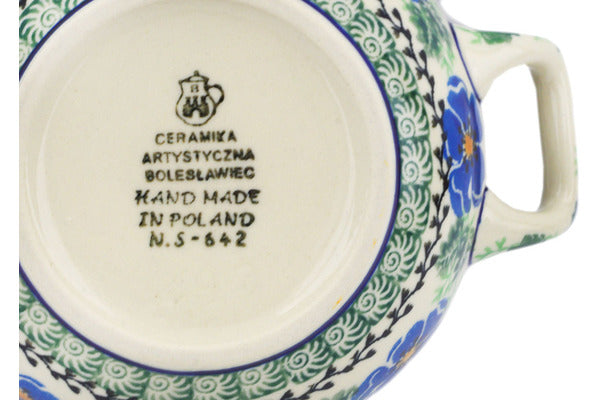 CERAMIKA
ARTYSTYCZNA
BOLESŁAWIEC
HAND MADE
IN POLAND
N.S-642